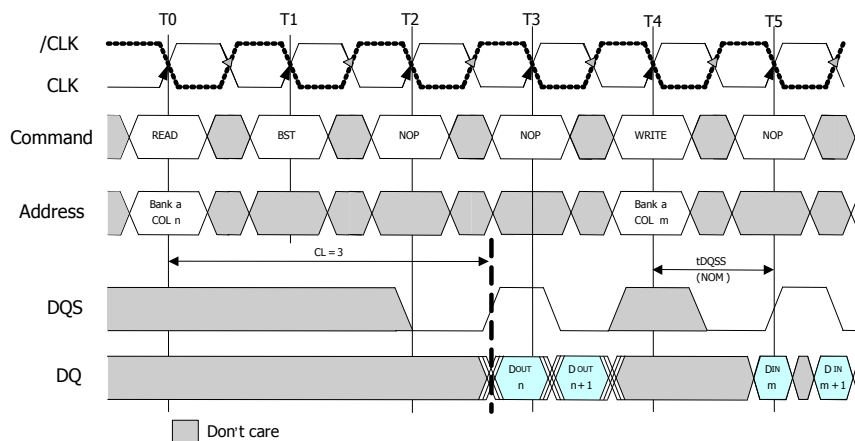 T0 T1 T2 T3 T4 T5
/CLK
CLK
Command READ BST NOP NOP WRITE NOP
Address Bank a COL n Bank a COL m
CL = 3
tDQSS
(NOM )
DQS
DQ DOUT n DOUT n+1 DIN m DIN m+1
Don't care